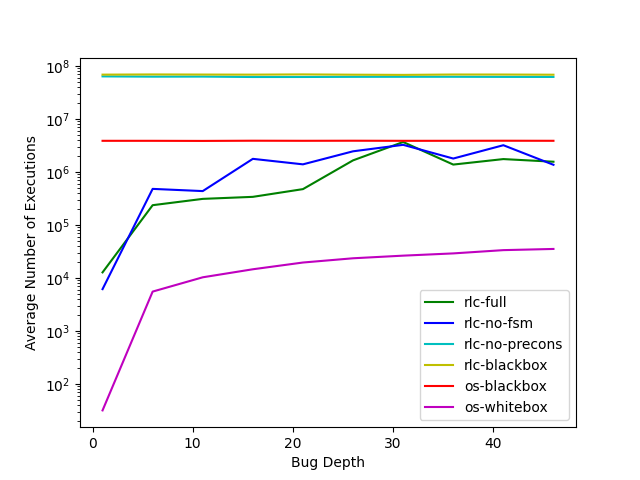 10^8
10^7
10^6
10^5
10^4
10^3
10^2
Average Number of Executions
0 10 20 30 40
Bug Depth
rlc-full
rlc-no-fsm
rlc-no-precons
rlc-blackbox
os-blackbox
os-whitebox